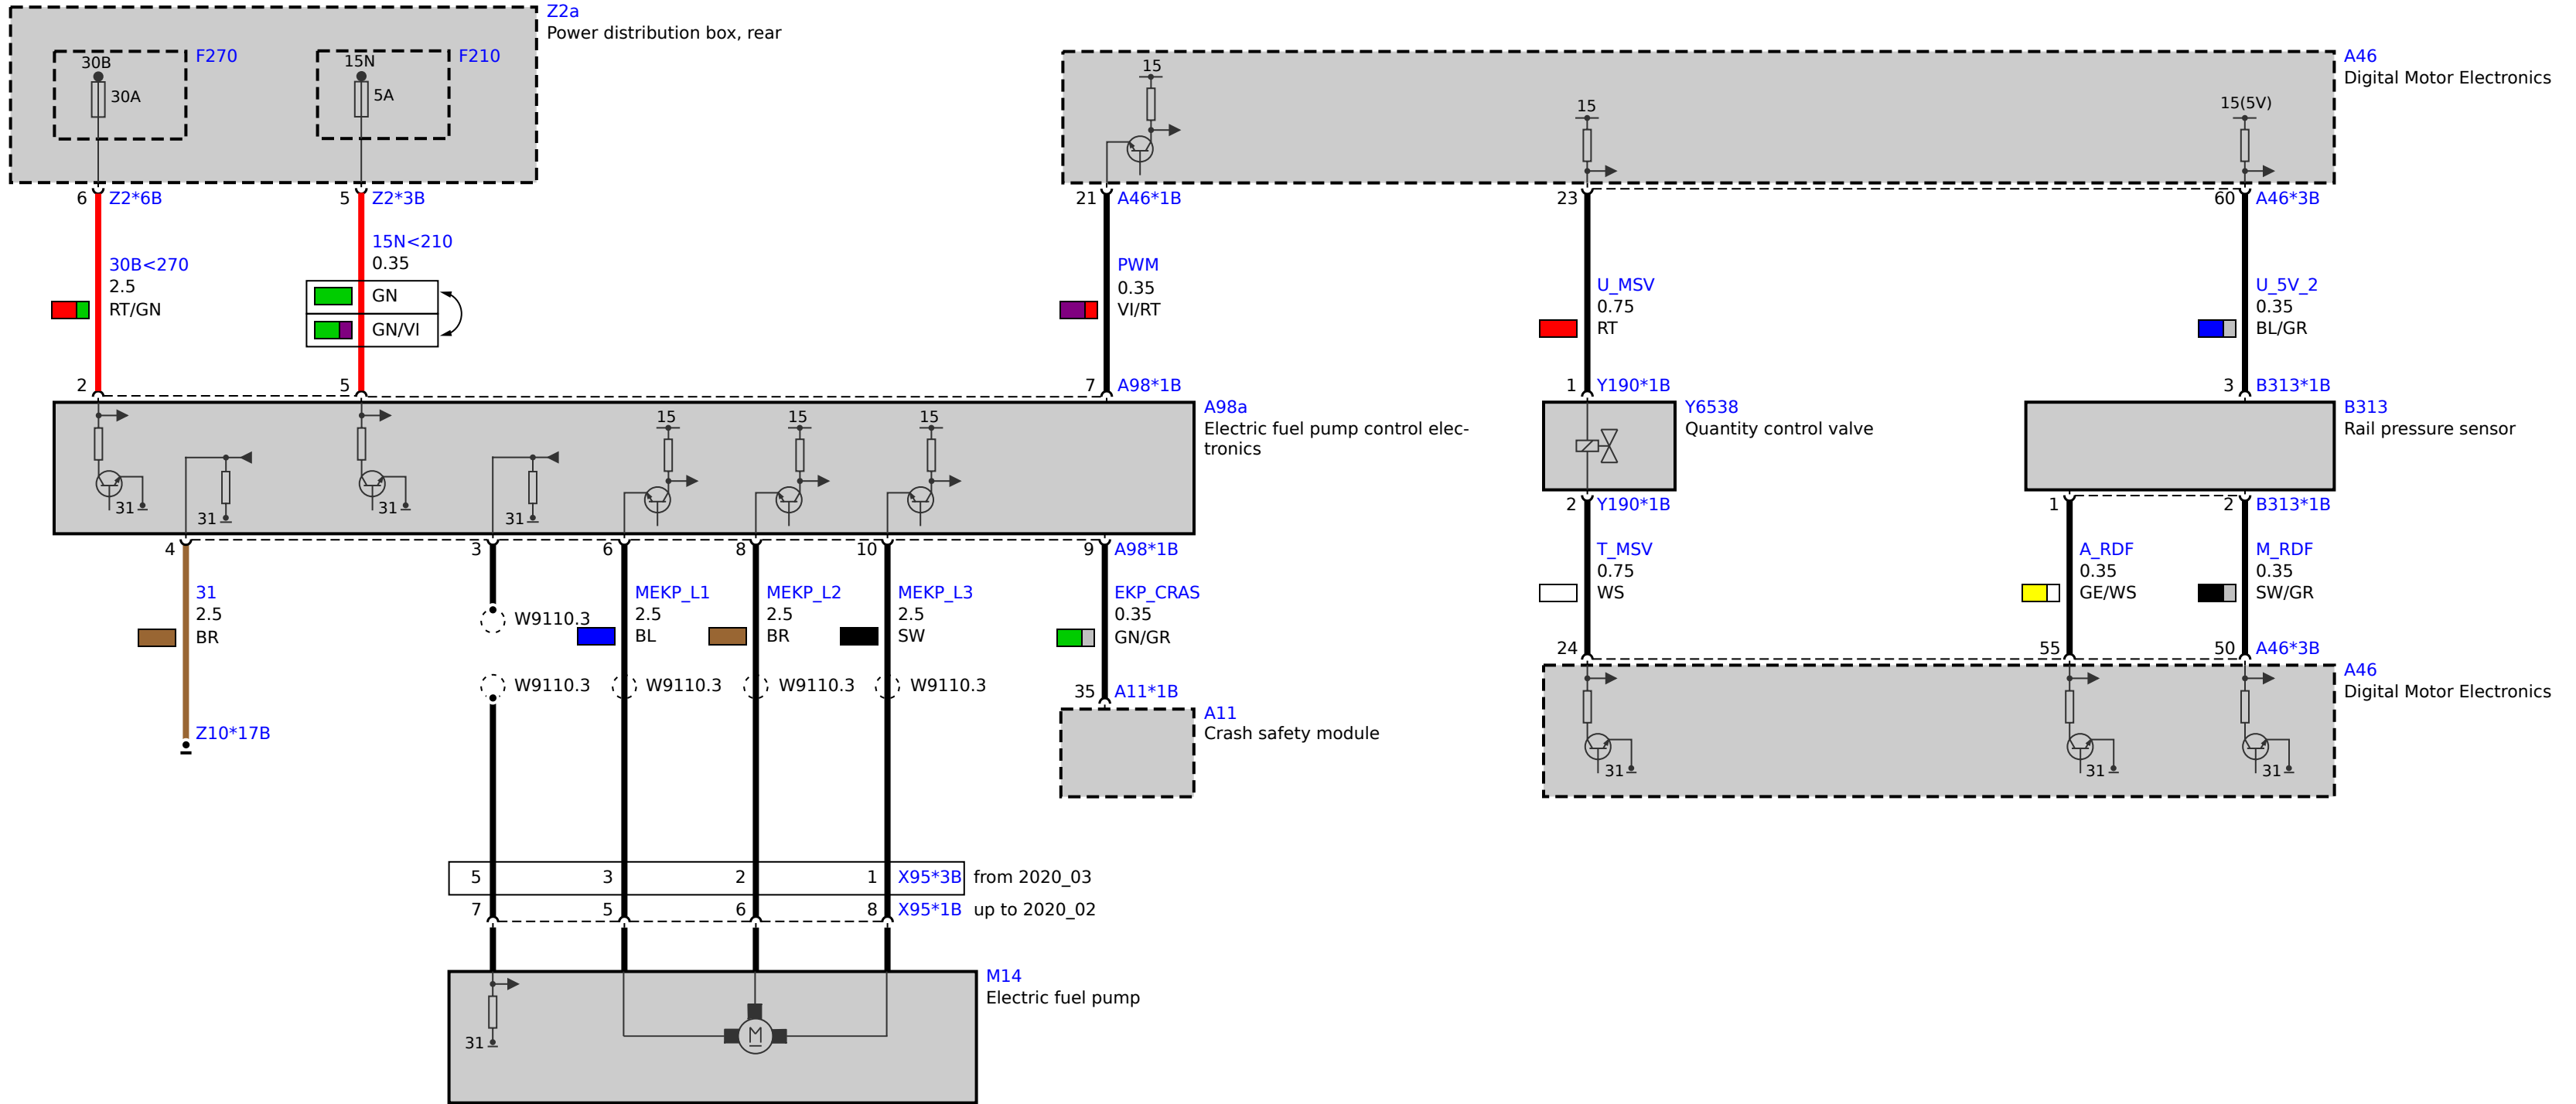 Z2a
Power distribution box, rear
F270
30B
30A
F210
15N
5A
A46
Digital Motor Electronics
15
15
15(5V)
6 Z2*6B
5 Z2*3B
21 A46*1B
23
60 A46*3B
30B<270
2.5
RT/GN
15N<210
0.35
GN
GN/VI
PWM
0.35
VI/RT
U_MSV
0.75
RT
U_5V_2
0.35
BL/GR
2
5
7 A98*1B
1 Y190*1B
3 B313*1B
A98a
Electric fuel pump control elec-
tronics
15
15
15
31
31
31
31
Y6538
Quantity control valve
B313
Rail pressure sensor
2 Y190*1B
1
2 B313*1B
4
3
6
8
10
9 A98*1B
31
2.5
BR
W9110.3
MEKP_L1
2.5
BL
MEKP_L2
2.5
BR
MEKP_L3
2.5
SW
EKP_CRAS
0.35
GN/GR
T_MSV
0.75
WS
A_RDF
0.35
GE/WS
M_RDF
0.35
SW/GR
W9110.3
W9110.3
W9110.3
W9110.3
35 A11*1B
24
55
50 A46*3B
Z10*17B
A11
Crash safety module
A46
Digital Motor Electronics
31
31
31
5 3 2 1 X95*3B from 2020_03
7 5 6 8 X95*1B up to 2020_02
M14
Electric fuel pump
31
M